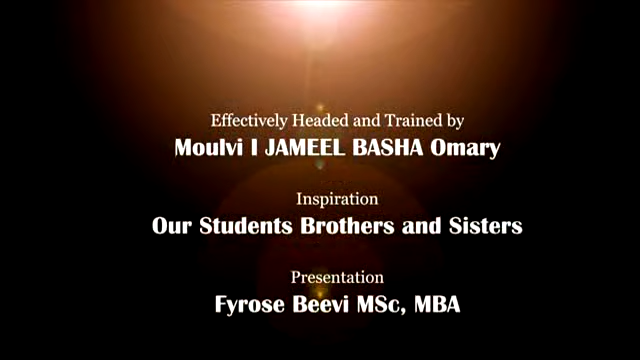 Effectively Headed and Trained by
Moulvi I JAMEEL BASHA Omary
Inspiration
Our Students Brothers and Sisters
Presentation
Fyrose Beevi MSc, MBA